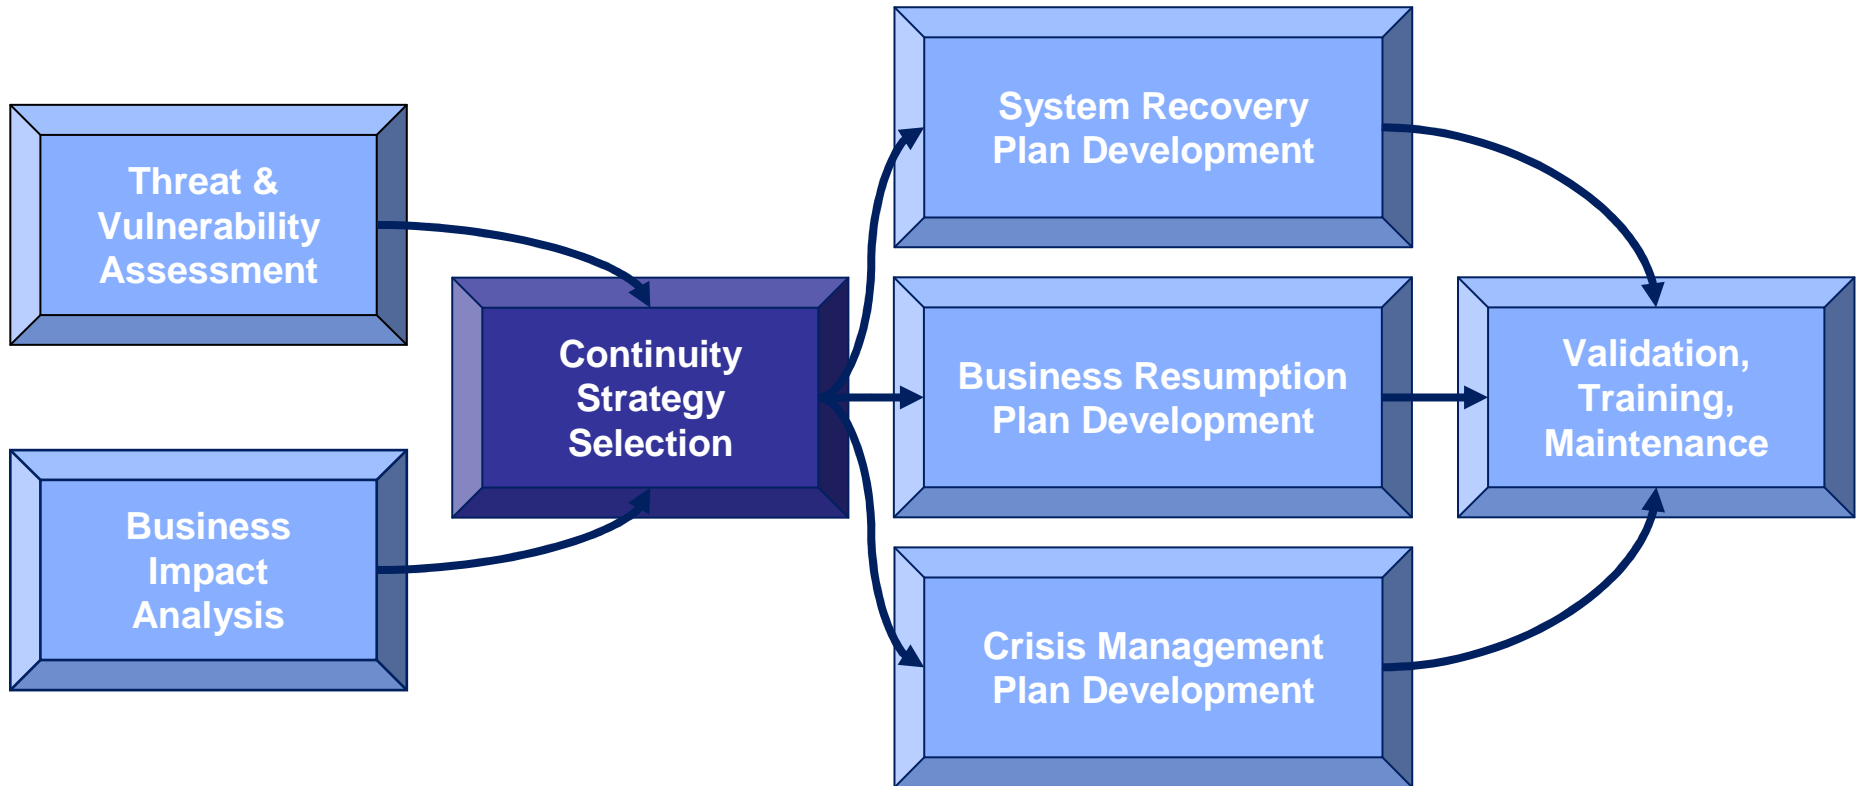 Threat &
Vulnerability
Assessment
Business
Impact
Analysis
Continuity
Strategy
Selection
System Recovery
Plan Development
Business Resumption
Plan Development
Crisis Management
Plan Development
Validation,
Training,
Maintenance